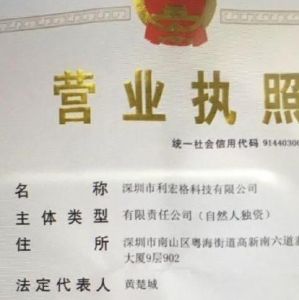 营业执照
统一社会信用代码 91440300
名称 深圳市利宏格科技有限公司
主体类型 有限责任公司（自然人独资）
住所 深圳市南山区粤海街道高新南六道
大厦9层902
法定代表人 黄楚城